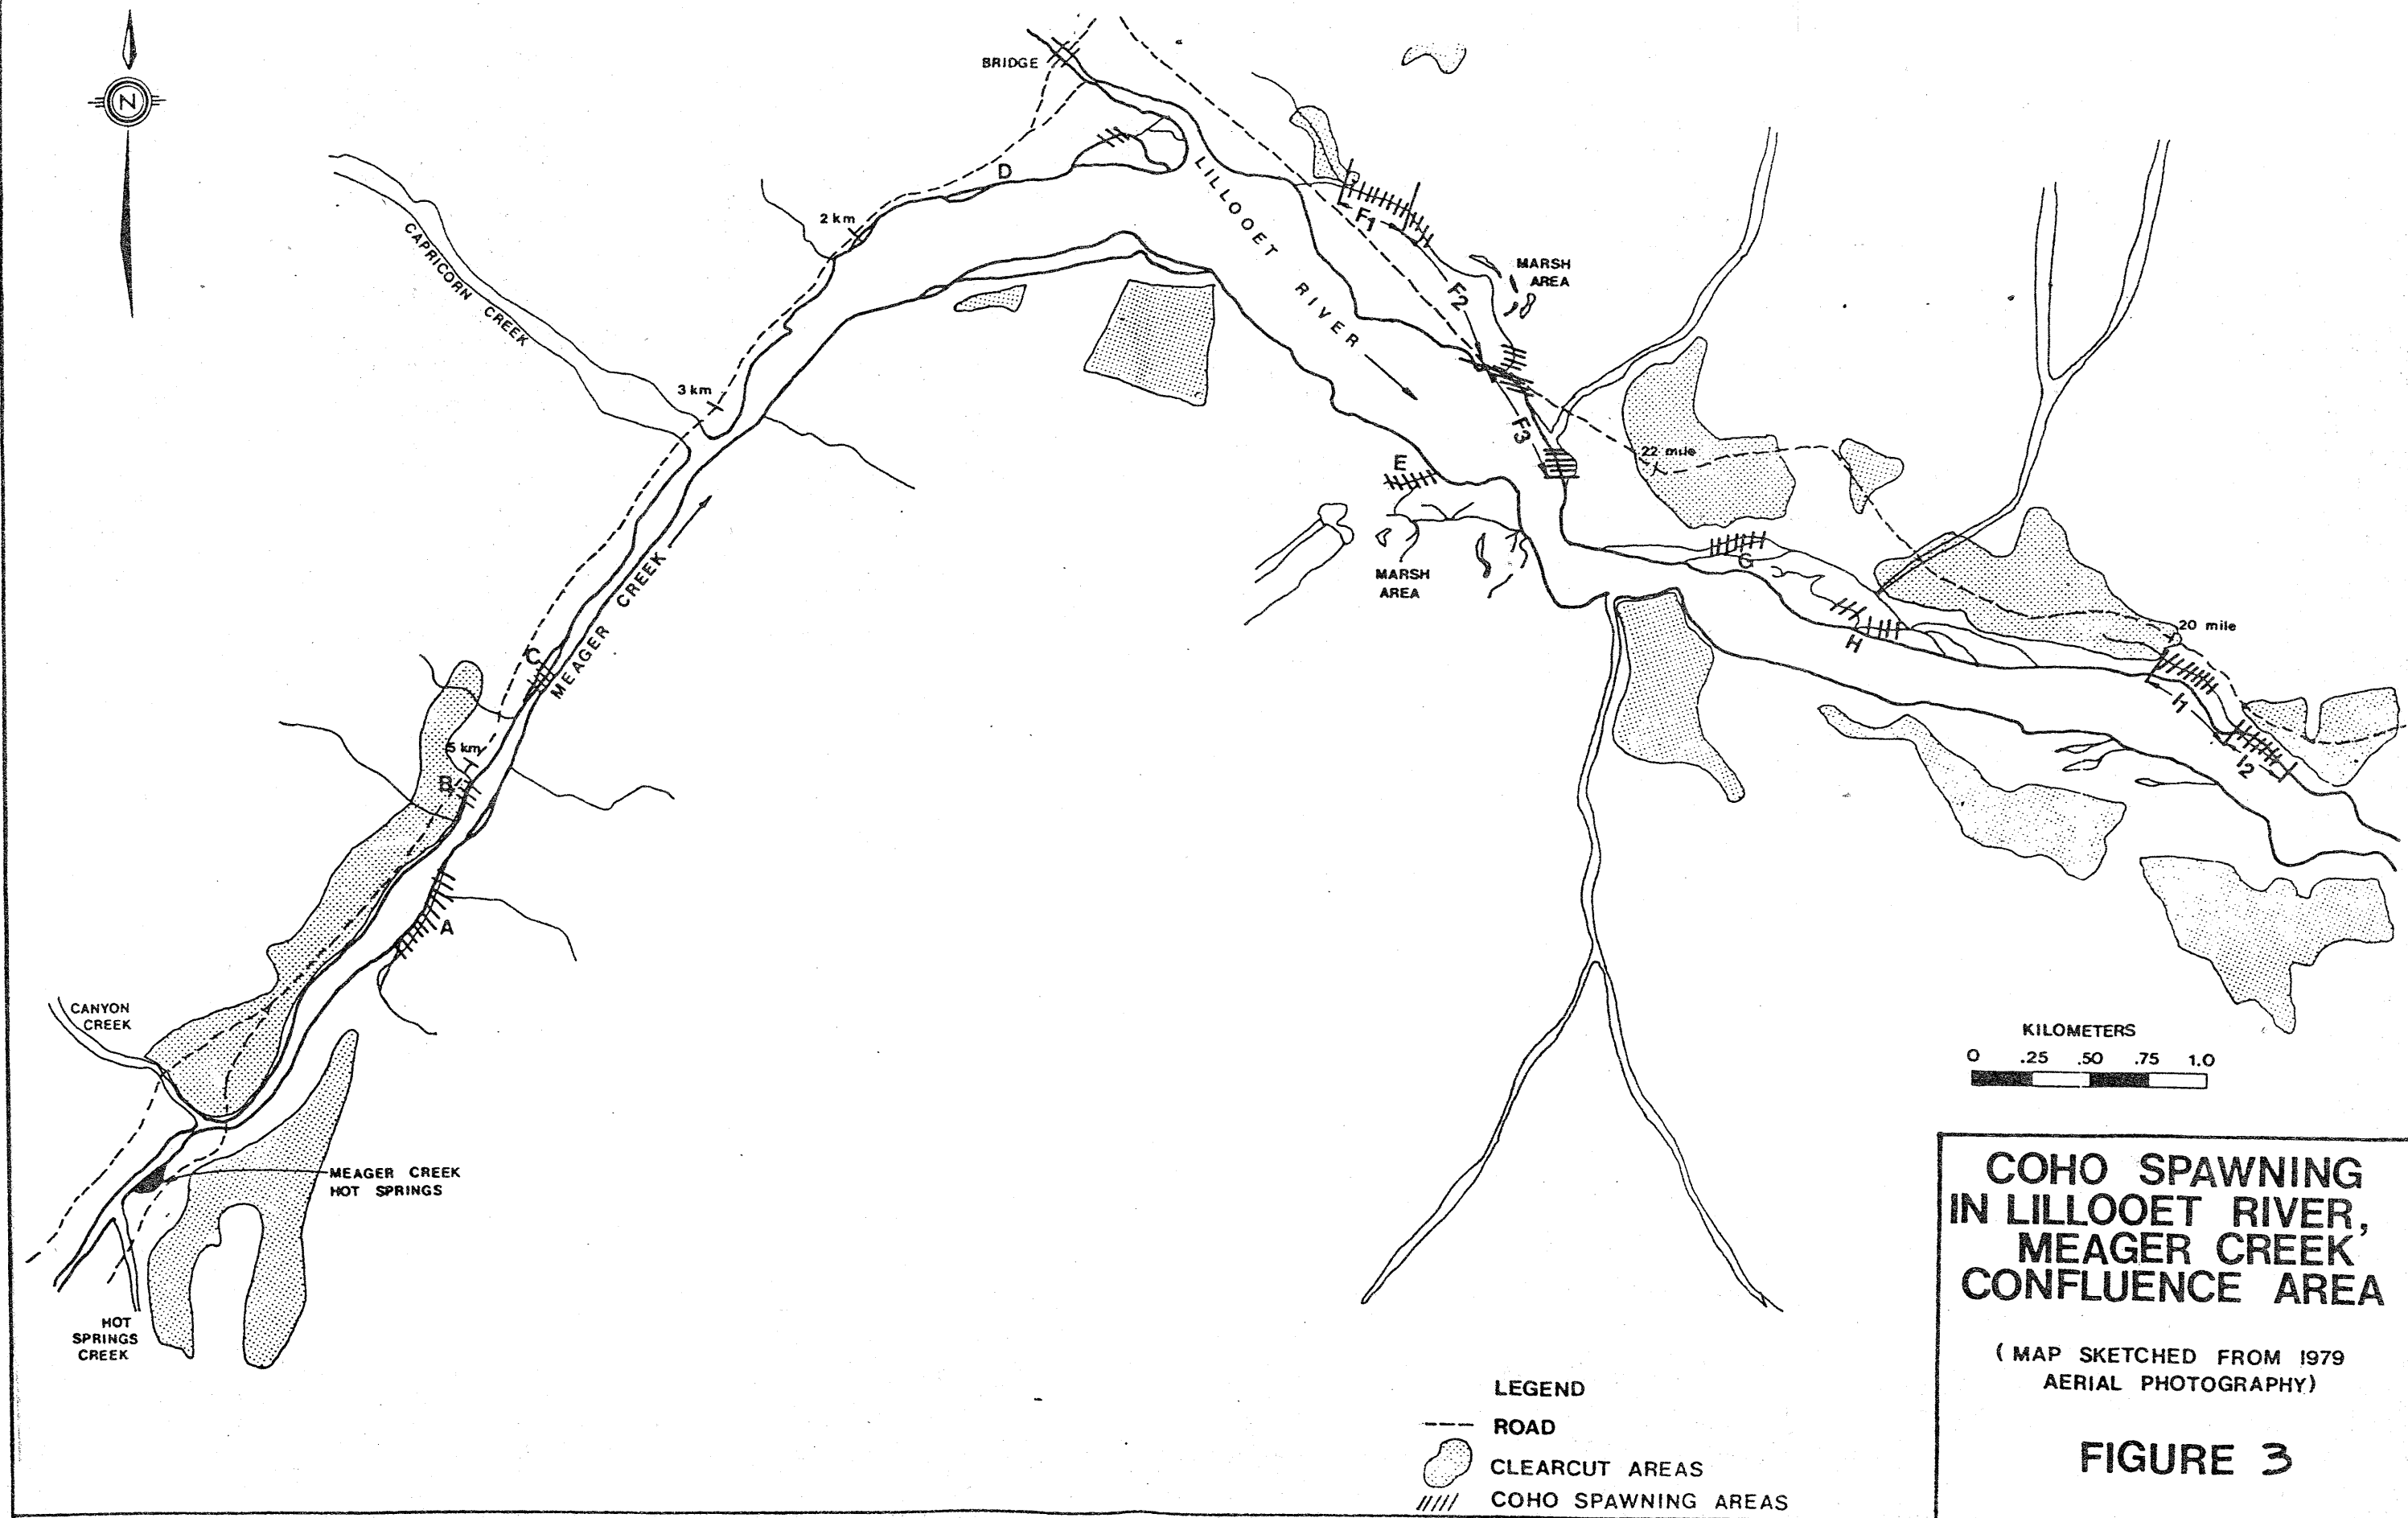 N
BRIDGE
D
LILLOOET RIVER
F1
MARSH
AREA
F2
2 km
CAPRICORN CREEK
3 km
F3
22 mile
E
MARSH
AREA
G
H
20 mile
I1
I2
C
MEAGER CREEK
5 km
B
A
CANYON
CREEK
MEAGER CREEK
HOT SPRINGS
HOT
SPRINGS
CREEK
KILOMETERS
0 .25 .50 .75 1.0
LEGEND
ROAD
CLEARCUT AREAS
COHO SPAWNING AREAS
COHO SPAWNING
IN LILLOOET RIVER,
MEAGER CREEK
CONFLUENCE AREA
( MAP SKETCHED FROM 1979
AERIAL PHOTOGRAPHY)
FIGURE 3